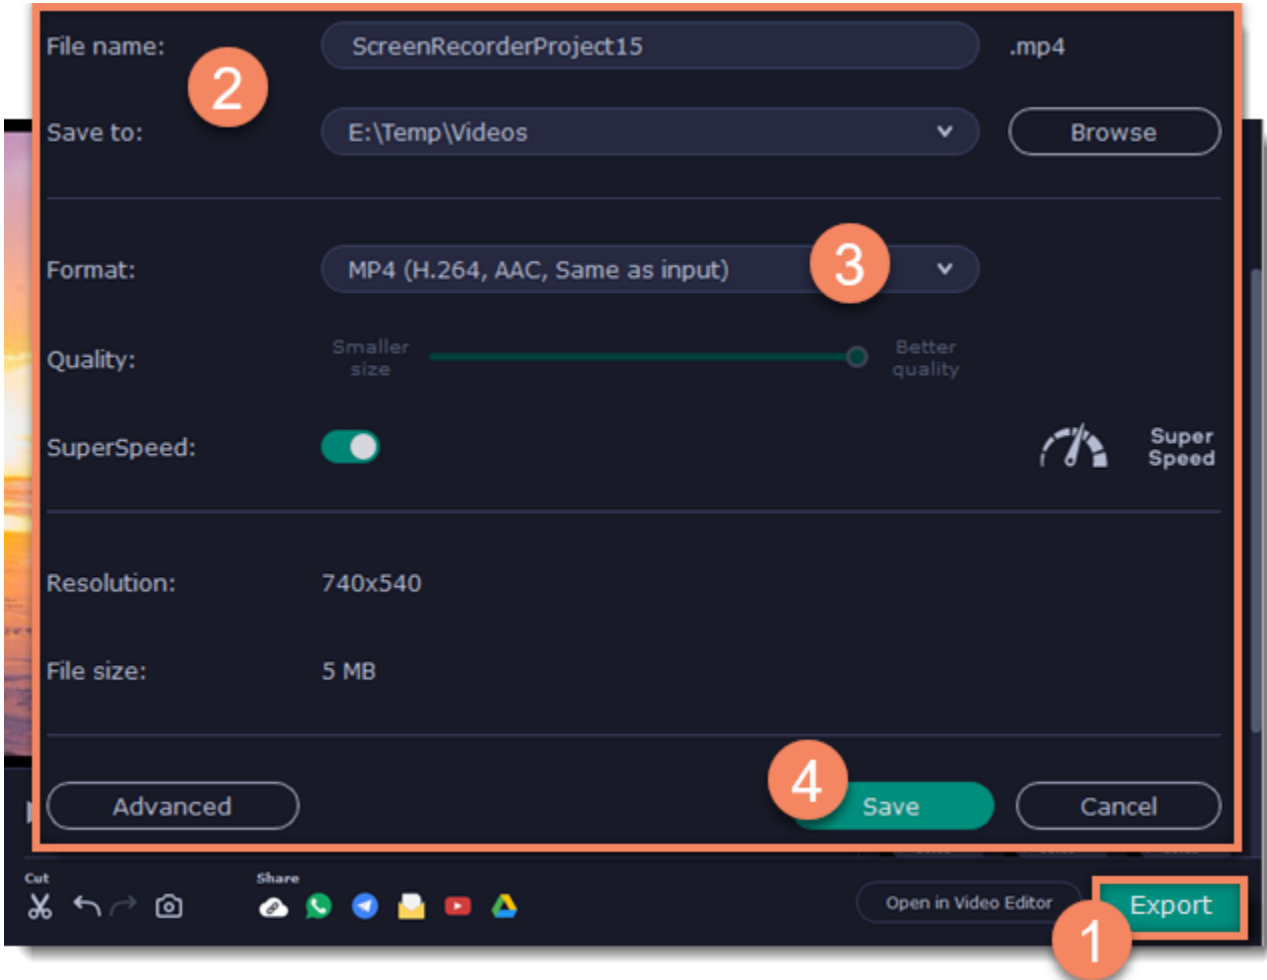 File name:
ScreenRecorderProject15
.mp4
2
Save to:
E:\Temp\Videos
Browse
Format:
MP4 (H.264, AAC, Same as input)
3
Quality:
Smaller
size
Better
quality
SuperSpeed:
Super
Speed
Resolution:
740x540
File size:
5 MB
Advanced
4
Save
Cancel
Cut
Share
Open in Video Editor
Export
1